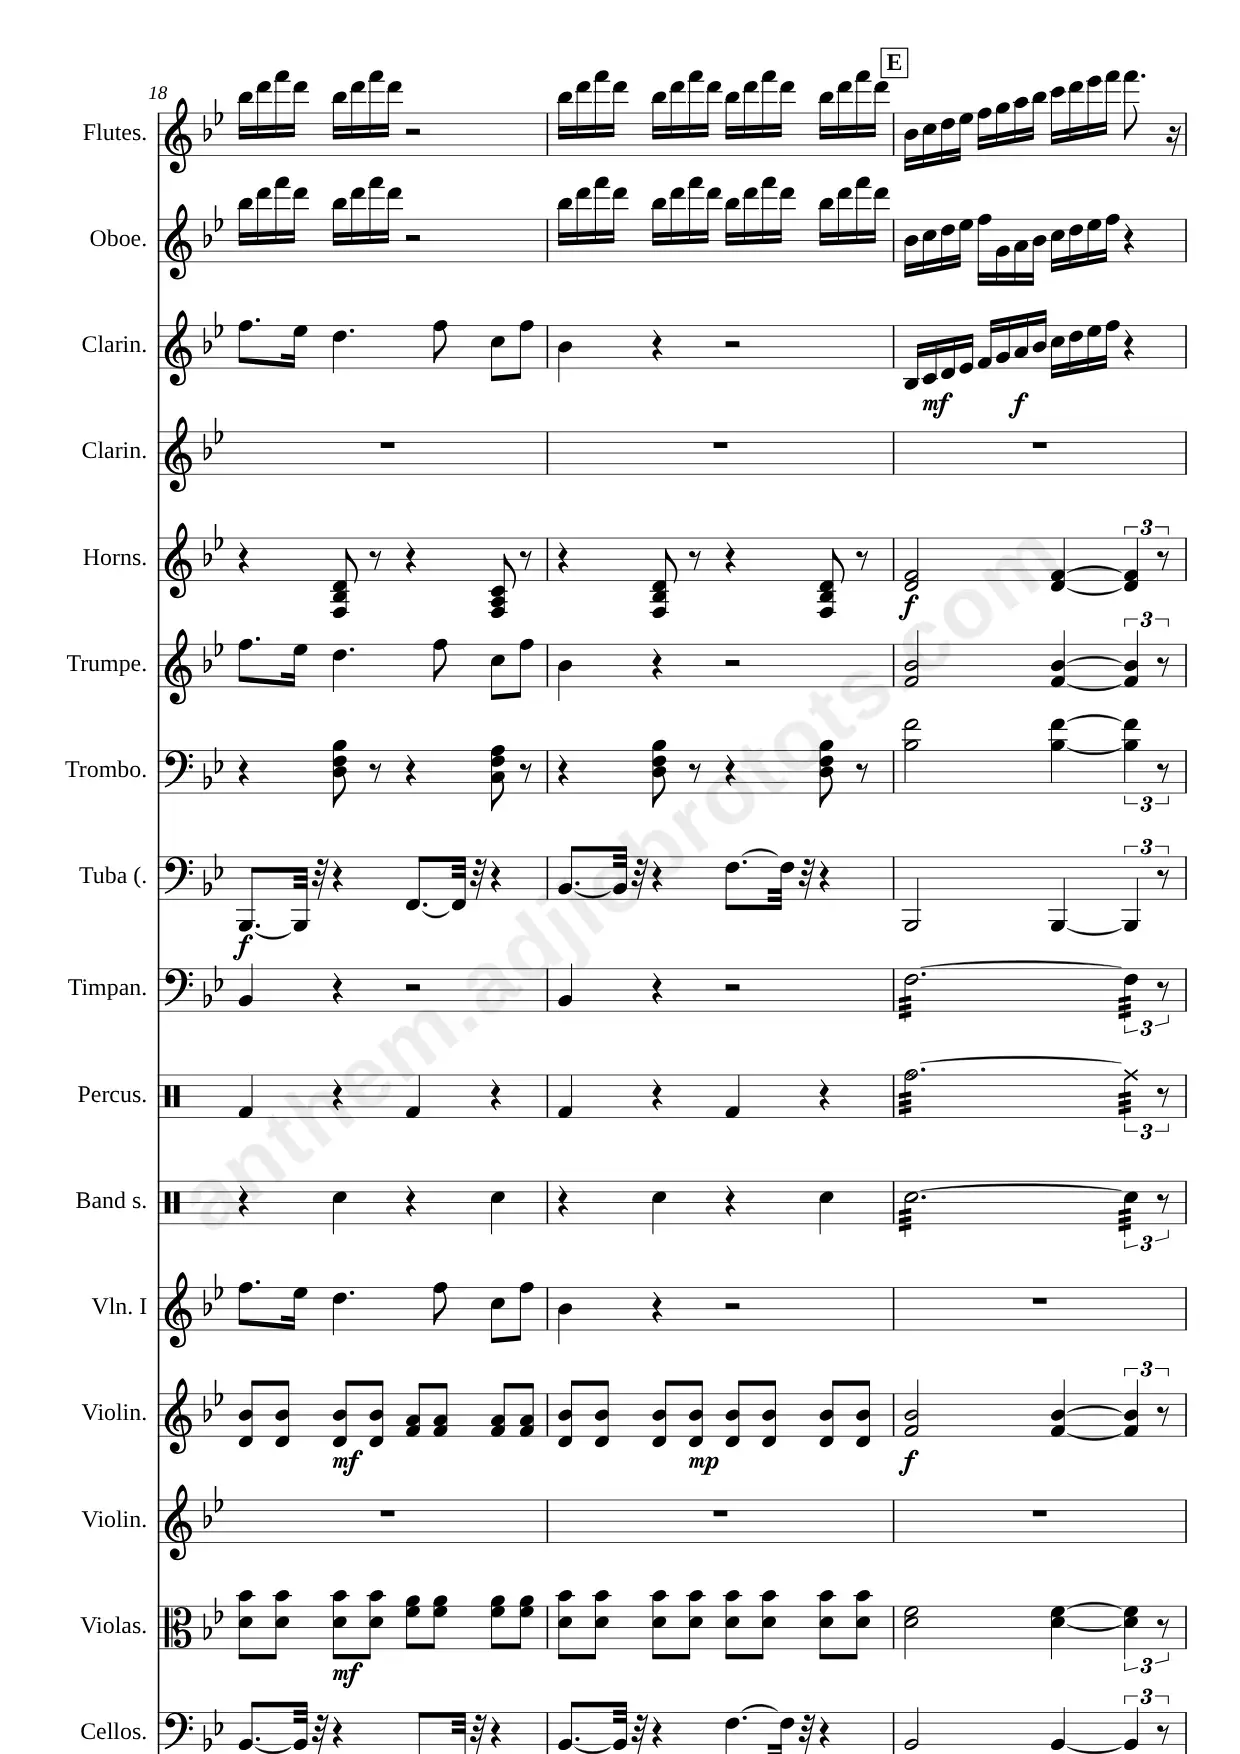 E
18
Flutes.
Oboe.
Clarin.
mf f
Clarin.
3
Horns.
f
3
Trumpe.
Trombo.
3
3
Tuba (.
f
Timpan.
3
Percus.
3
Band s.
3
Vln. I
3
Violin.
mf mp f
Violin.
Violas.
mf 3
3
Cellos.
anthem.adjiebrotots.com